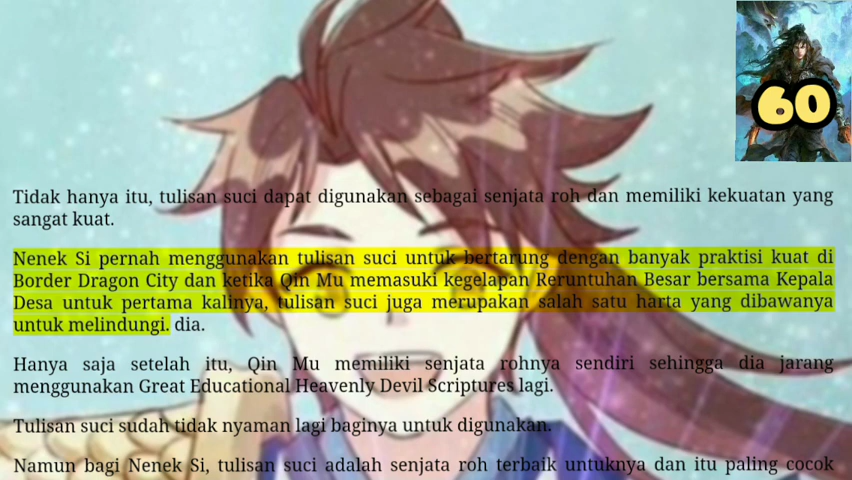 60
Tidak hanya itu, tulisan suci dapat digunakan sebagai senjata roh dan memiliki kekuatan yang
sangat kuat.
Nenek Si pernah menggunakan tulisan suci untuk bertarung dengan banyak praktisi kuat di
Border Dragon City dan ketika Qin Mu memasuki kegelapan Reruntuhan Besar bersama Kepala
Desa untuk pertama kalinya, tulisan suci juga merupakan salah satu harta yang dibawanya
untuk melindungi. dia.
Hanya saja setelah itu, Qin Mu memiliki senjata rohnya sendiri sehingga dia jarang
menggunakan Great Educational Heavenly Devil Scriptures lagi.
Tulisan suci sudah tidak nyaman lagi baginya untuk digunakan.
Namun bagi Nenek Si, tulisan suci adalah senjata roh terbaik untuknya dan itu paling cocok